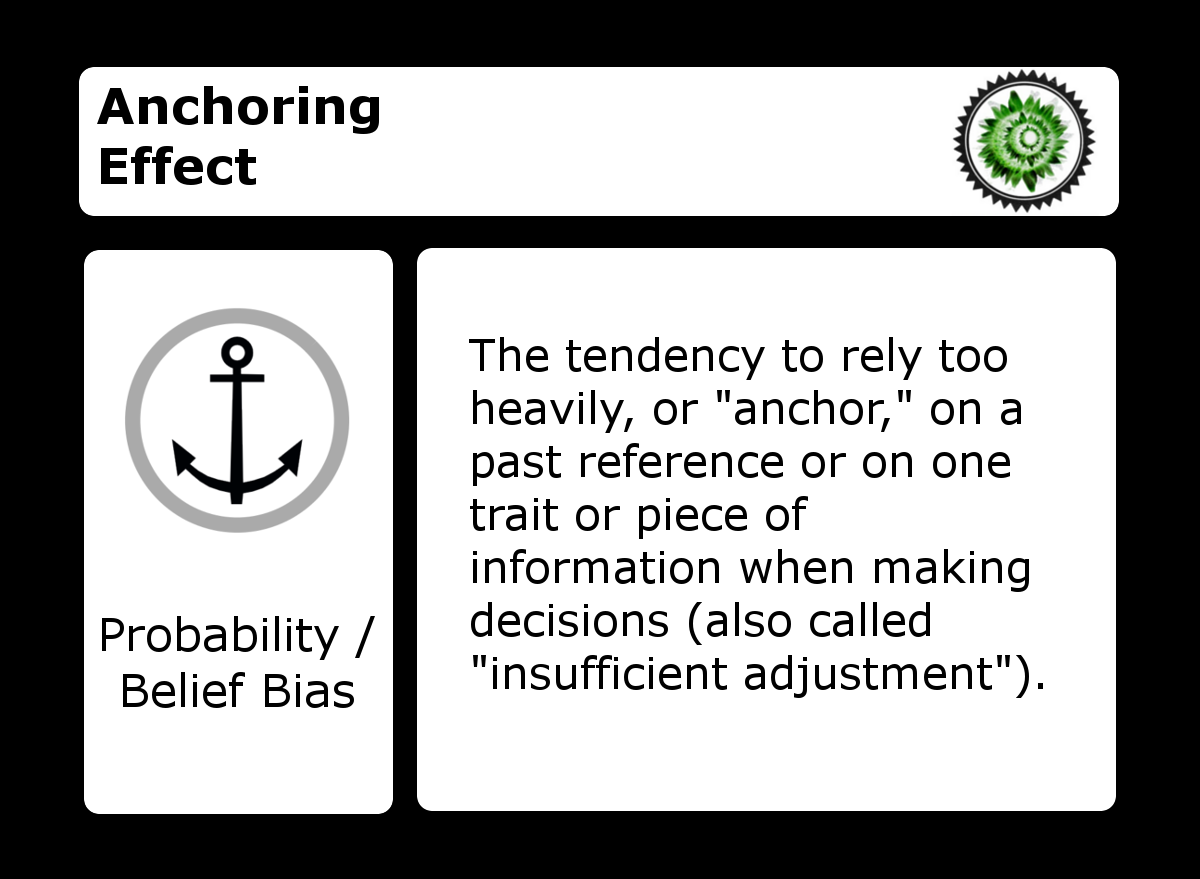 Anchoring
Effect
Probability /
Belief Bias
The tendency to rely too
heavily, or "anchor," on a
past reference or on one
trait or piece of
information when making
decisions (also called
"insufficient adjustment").